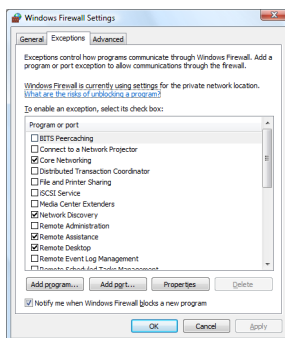 Windows Firewall Settings
General Exceptions Advanced
Exceptions control how programs communicate through Windows Firewall. Add a
program or port exception to allow communications through the firewall.
Windows Firewall is currently using settings for the private network location.
What are the risks of unblocking a program?
To enable an exception, select its check box:
Program or port
BITS Peercaching
Connect to a Network Projector
Core Networking
Distributed Transaction Coordinator
File and Printer Sharing
iSCSI Service
Media Center Extenders
Network Discovery
Remote Administration
Remote Assistance
Remote Desktop
Remote Event Log Management
Remote Scheduled Tasks Management
Add program... Add port... Properties Delete
Notify me when Windows Firewall blocks a new program
OK Cancel Apply